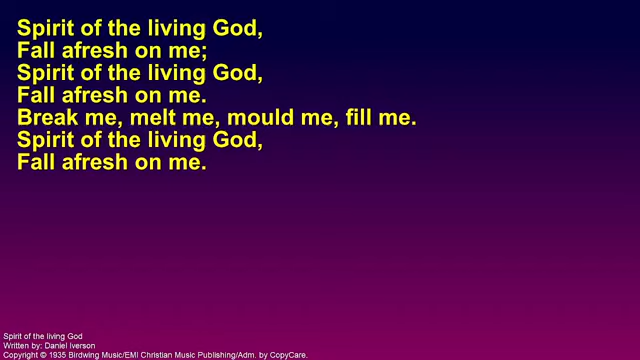 Spirit of the living God,
Fall afresh on me;
Spirit of the living God,
Fall afresh on me.
Break me, melt me, mould me, fill me.
Spirit of the living God,
Fall afresh on me.
Spirit of the living God
Written by: Daniel Iverson
Copyright © 1935 Birdwing Music/EMI Christian Music Publishing/Adm. by CopyCare.